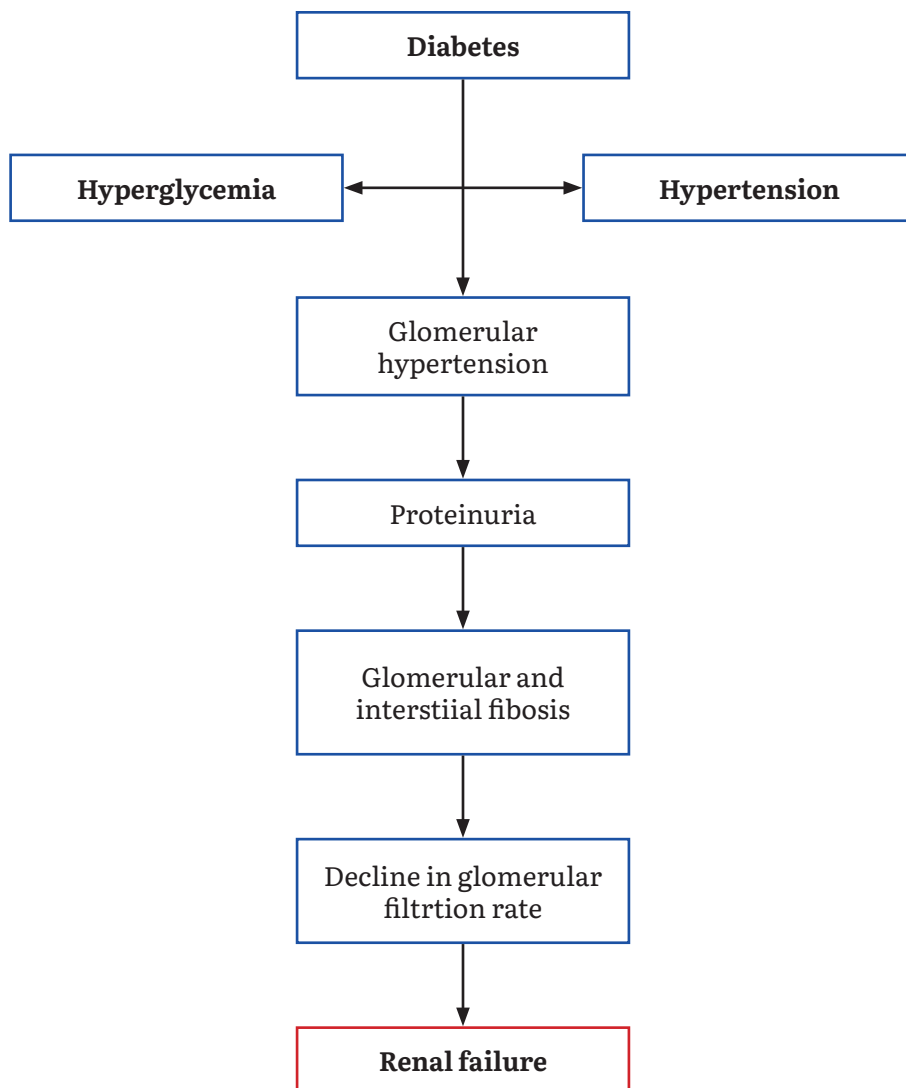 Diabetes
Hyperglycemia
Hypertension
Glomerular
hypertension
Proteinuria
Glomerular and
interstiial fibosis
Decline in glomerular
filtrtion rate
Renal failure